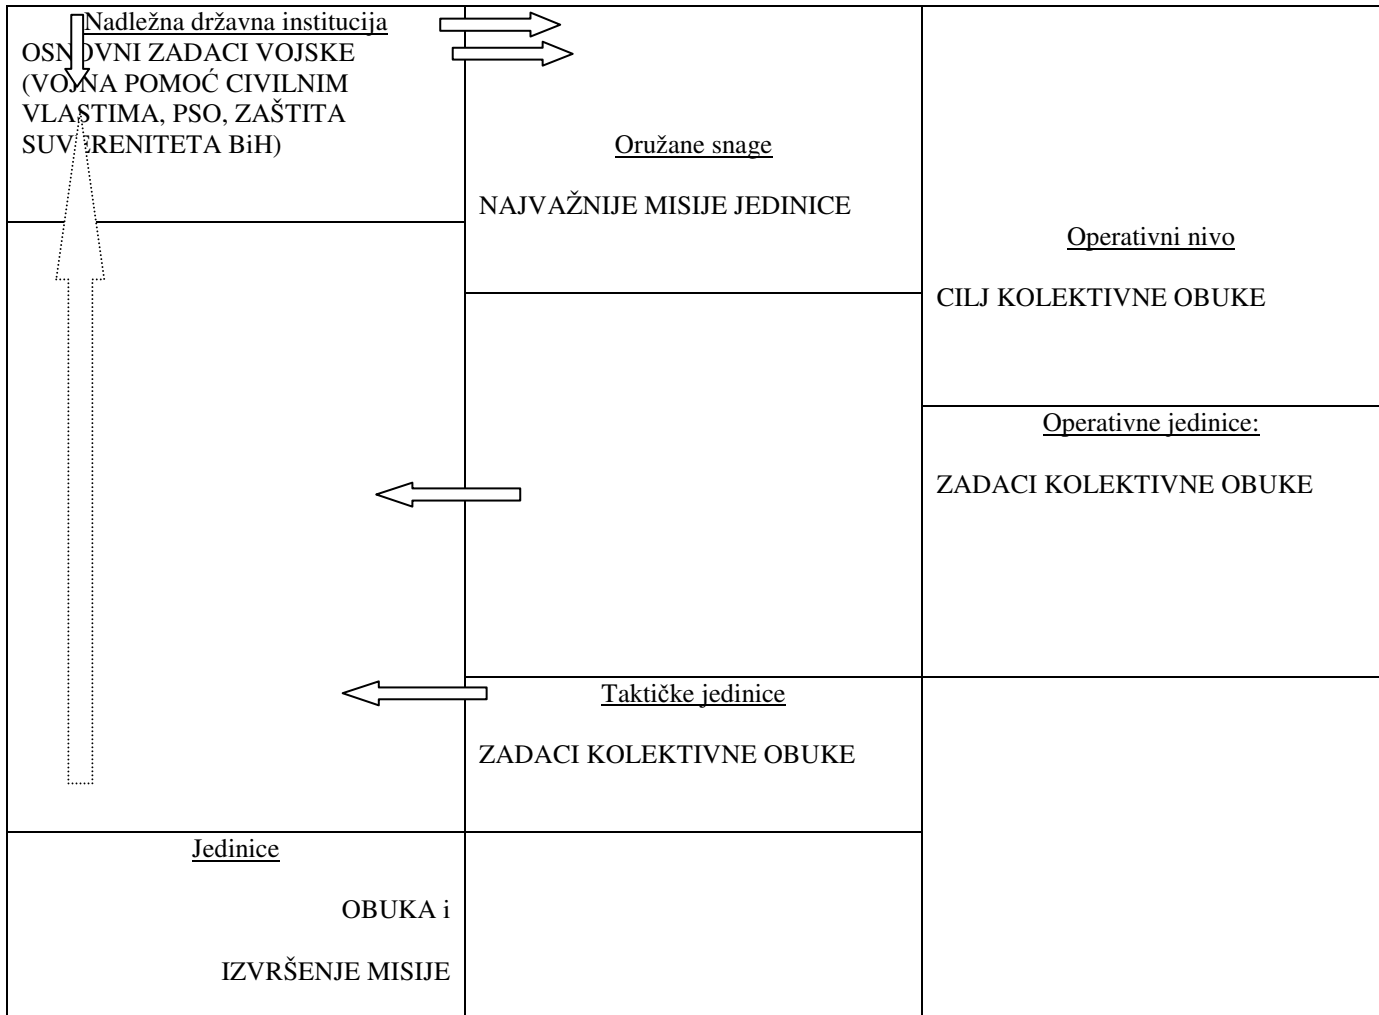 Nadležna državna institucija
OSNOVNI ZADACI VOJSKE
(VOJNA POMOĆ CIVILNIM
VLASTIMA, PSO, ZAŠTITA
SUVERENITETA BiH)
Oružane snage
NAJVAŽNIJE MISIJE JEDINICE
Operativni nivo
CILJ KOLEKTIVNE OBUKE
Operativne jedinice:
ZADACI KOLEKTIVNE OBUKE
Taktičke jedinice
ZADACI KOLEKTIVNE OBUKE
Jedinice
OBUKA i
IZVRŠENJE MISIJE